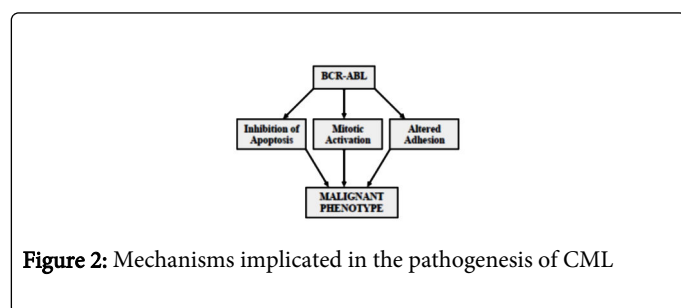 BCR-ABL
Inhibition of
Apoptosis
Mitotic
Activation
Altered
Adhesion
MALIGNANT
PHENOTYPE
Figure 2: Mechanisms implicated in the pathogenesis of CML